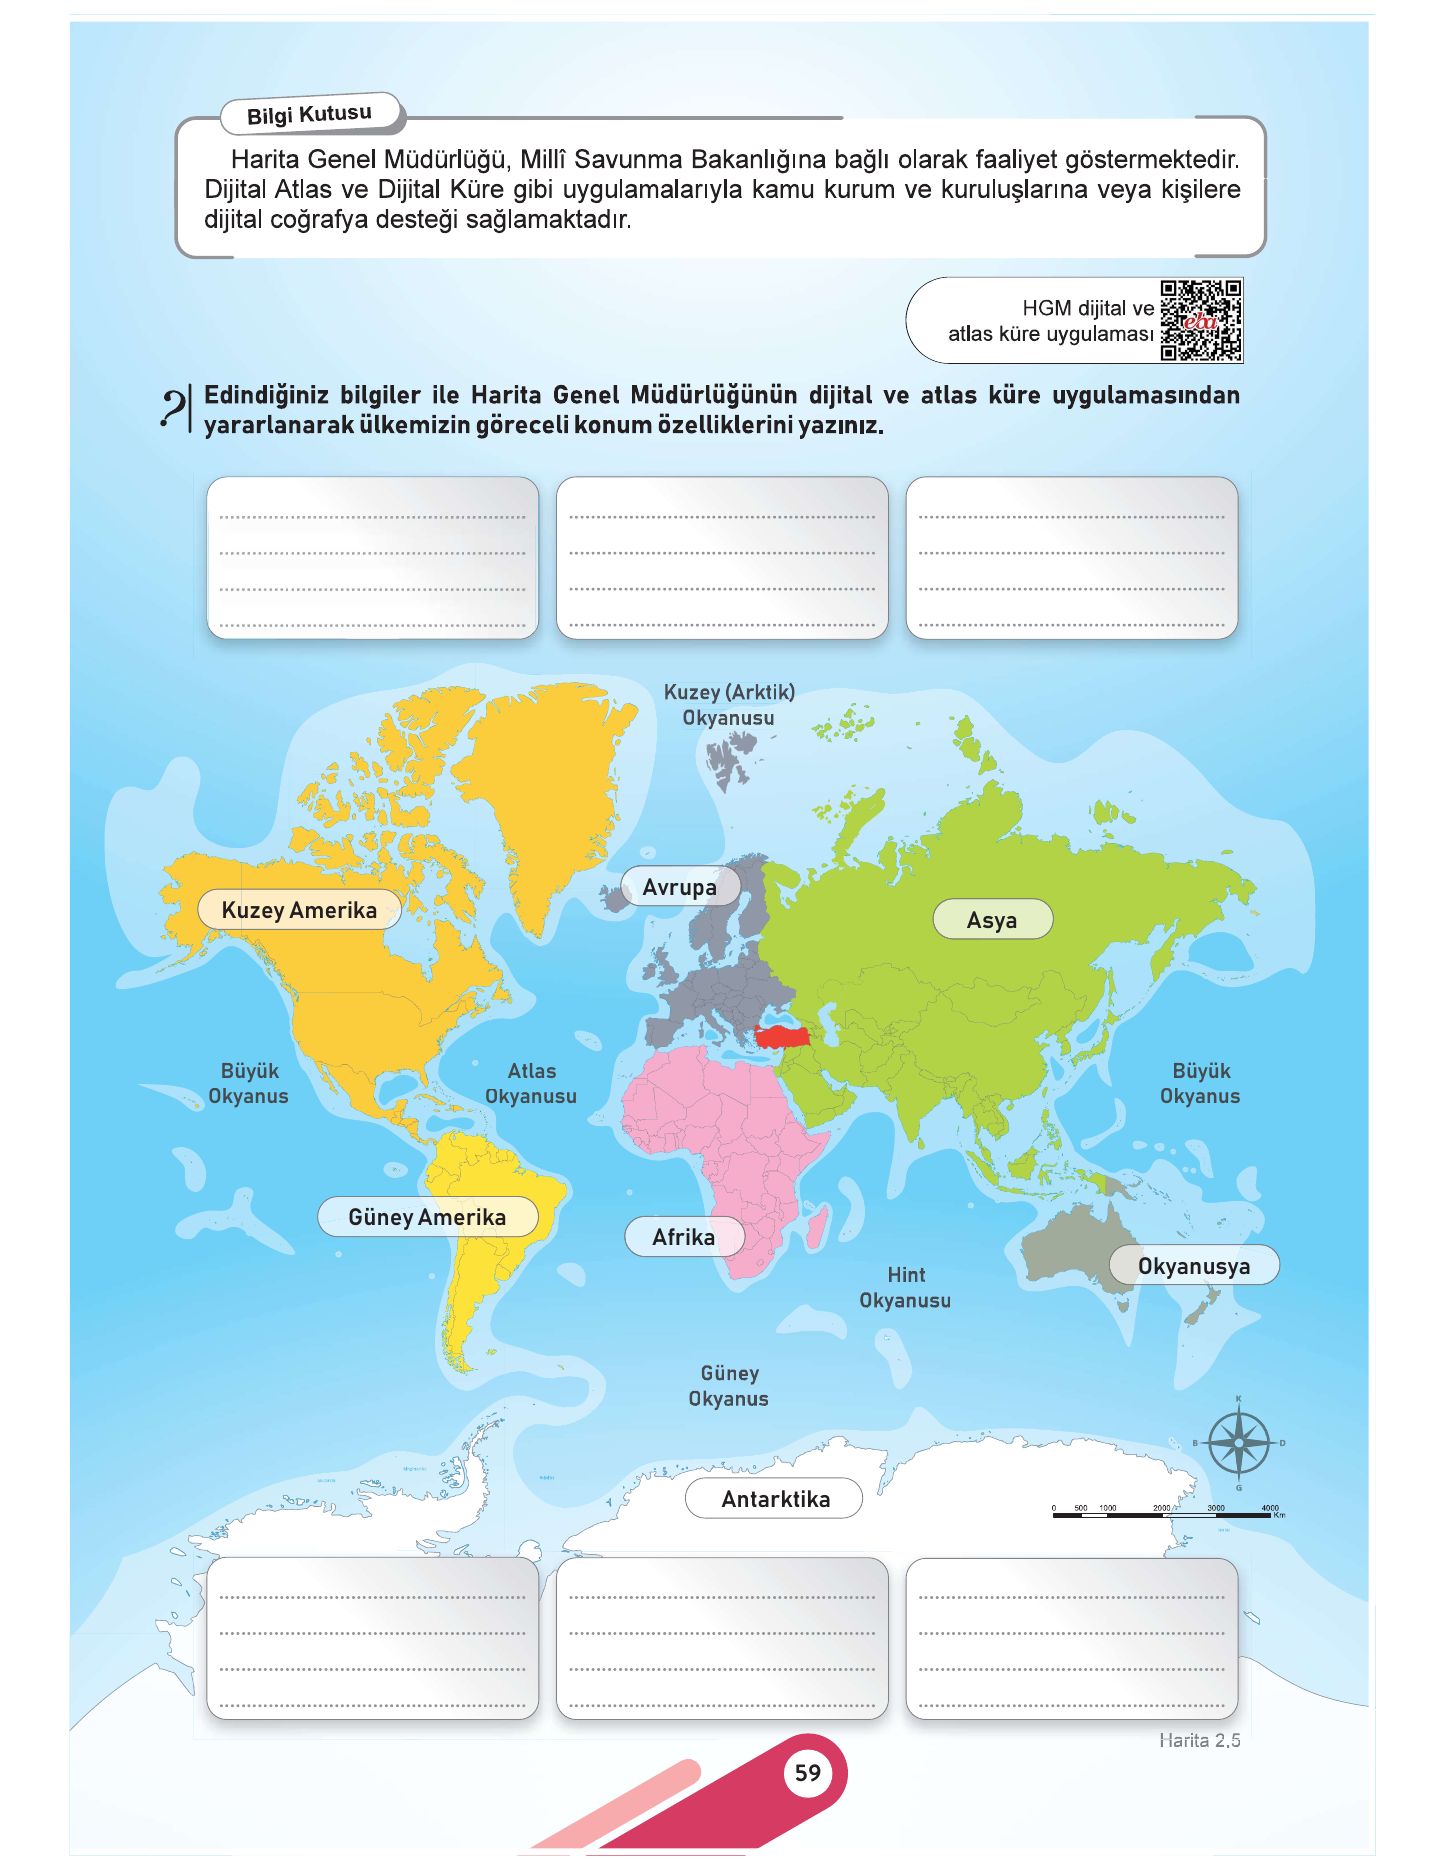 Bilgi Kutusu
Harita Genel Müdürlüğü, Millî Savunma Bakanlığına bağlı olarak faaliyet göstermektedir.
Dijital Atlas ve Dijital Küre gibi uygulamalarıyla kamu kurum ve kuruluşlarına veya kişilere
dijital coğrafya desteği sağlamaktadır.
HGM dijital ve
atlas küre uygulaması
eba
? Edindiğiniz bilgiler ile Harita Genel Müdürlüğünün dijital ve atlas küre uygulamasından
yararlanarak ülkemizin göreceli konum özelliklerini yazınız.
Kuzey (Arktik)
Okyanusu
Avrupa
Kuzey Amerika
Asya
Büyük
Okyanus
Atlas
Okyanusu
Büyük
Okyanus
Güney Amerika
Afrika
Okyanusya
Hint
Okyanusu
Güney
Okyanus
K
B
D
G
Antarktika
0 500 1000 2000 3000 4000
Km
Harita 2.5
59